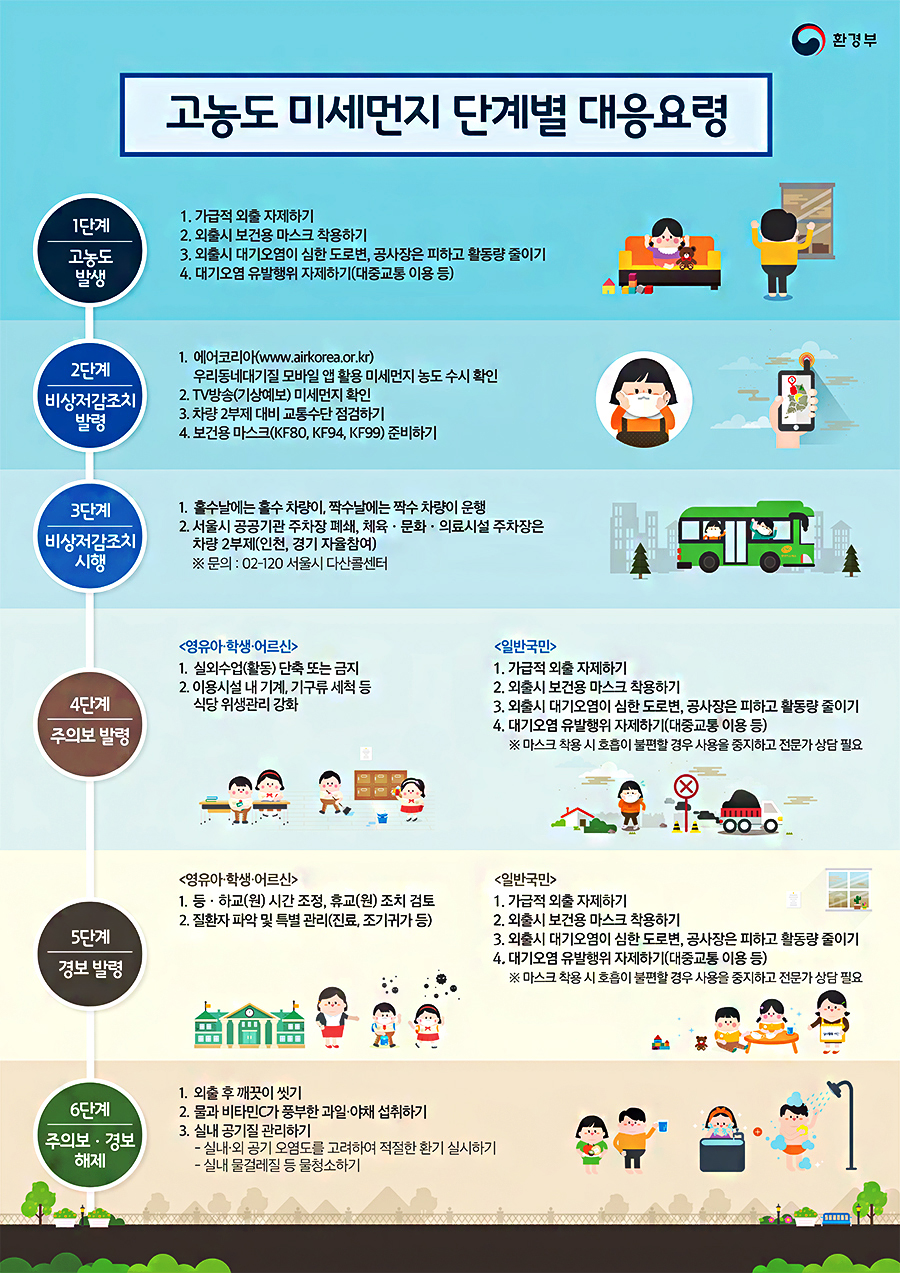 환경부
고농도 미세먼지 단계별 대응요령
1단계
고농도
발생
1. 가급적 외출 자제하기
2. 외출시 보건용 마스크 착용하기
3. 외출시 대기오염이 심한 도로변, 공사장은 피하고 활동량 줄이기
4. 대기오염 유발행위 자제하기(대중교통 이용 등)
2단계
비상저감조치
발령
1. 에어코리아(www.airkorea.or.kr)
우리동네대기질 모바일 앱 활용 미세먼지 농도 수시 확인
2. TV방송(기상예보) 미세먼지 확인
3. 차량 2부제 대비 교통수단 점검하기
4. 보건용 마스크(KF80, KF94, KF99) 준비하기
3단계
비상저감조치
시행
1. 홀수날에는 홀수 차량이, 짝수날에는 짝수 차량이 운행
2. 서울시 공공기관 주차장 폐쇄, 체육·문화·의료시설 주차장은
차량 2부제(인천, 경기 자율참여)
※ 문의 : 02-120 서울시 다산콜센터
4단계
주의보 발령
<영유아·학생·어르신>
1. 실외수업(활동) 단축 또는 금지
2. 이용시설 내 기계, 기구류 세척 등
식당 위생관리 강화
<일반국민>
1. 가급적 외출 자제하기
2. 외출시 보건용 마스크 착용하기
3. 외출시 대기오염이 심한 도로변, 공사장은 피하고 활동량 줄이기
4. 대기오염 유발행위 자제하기(대중교통 이용 등)
※ 마스크 착용 시 호흡이 불편할 경우 사용을 중지하고 전문가 상담 필요
5단계
경보 발령
<영유아·학생·어르신>
1. 등·하교(원) 시간 조정, 휴교(원) 조치 검토
2. 질환자 파악 및 특별 관리(진료, 조기귀가 등)
<일반국민>
1. 가급적 외출 자제하기
2. 외출시 보건용 마스크 착용하기
3. 외출시 대기오염이 심한 도로변, 공사장은 피하고 활동량 줄이기
4. 대기오염 유발행위 자제하기(대중교통 이용 등)
※ 마스크 착용 시 호흡이 불편할 경우 사용을 중지하고 전문가 상담 필요
6단계
주의보·경보
해제
1. 외출 후 깨끗이 씻기
2. 물과 비타민C가 풍부한 과일·야채 섭취하기
3. 실내 공기질 관리하기
- 실내·외 공기 오염도를 고려하여 적절한 환기 실시하기
- 실내 물걸레질 등 물청소하기